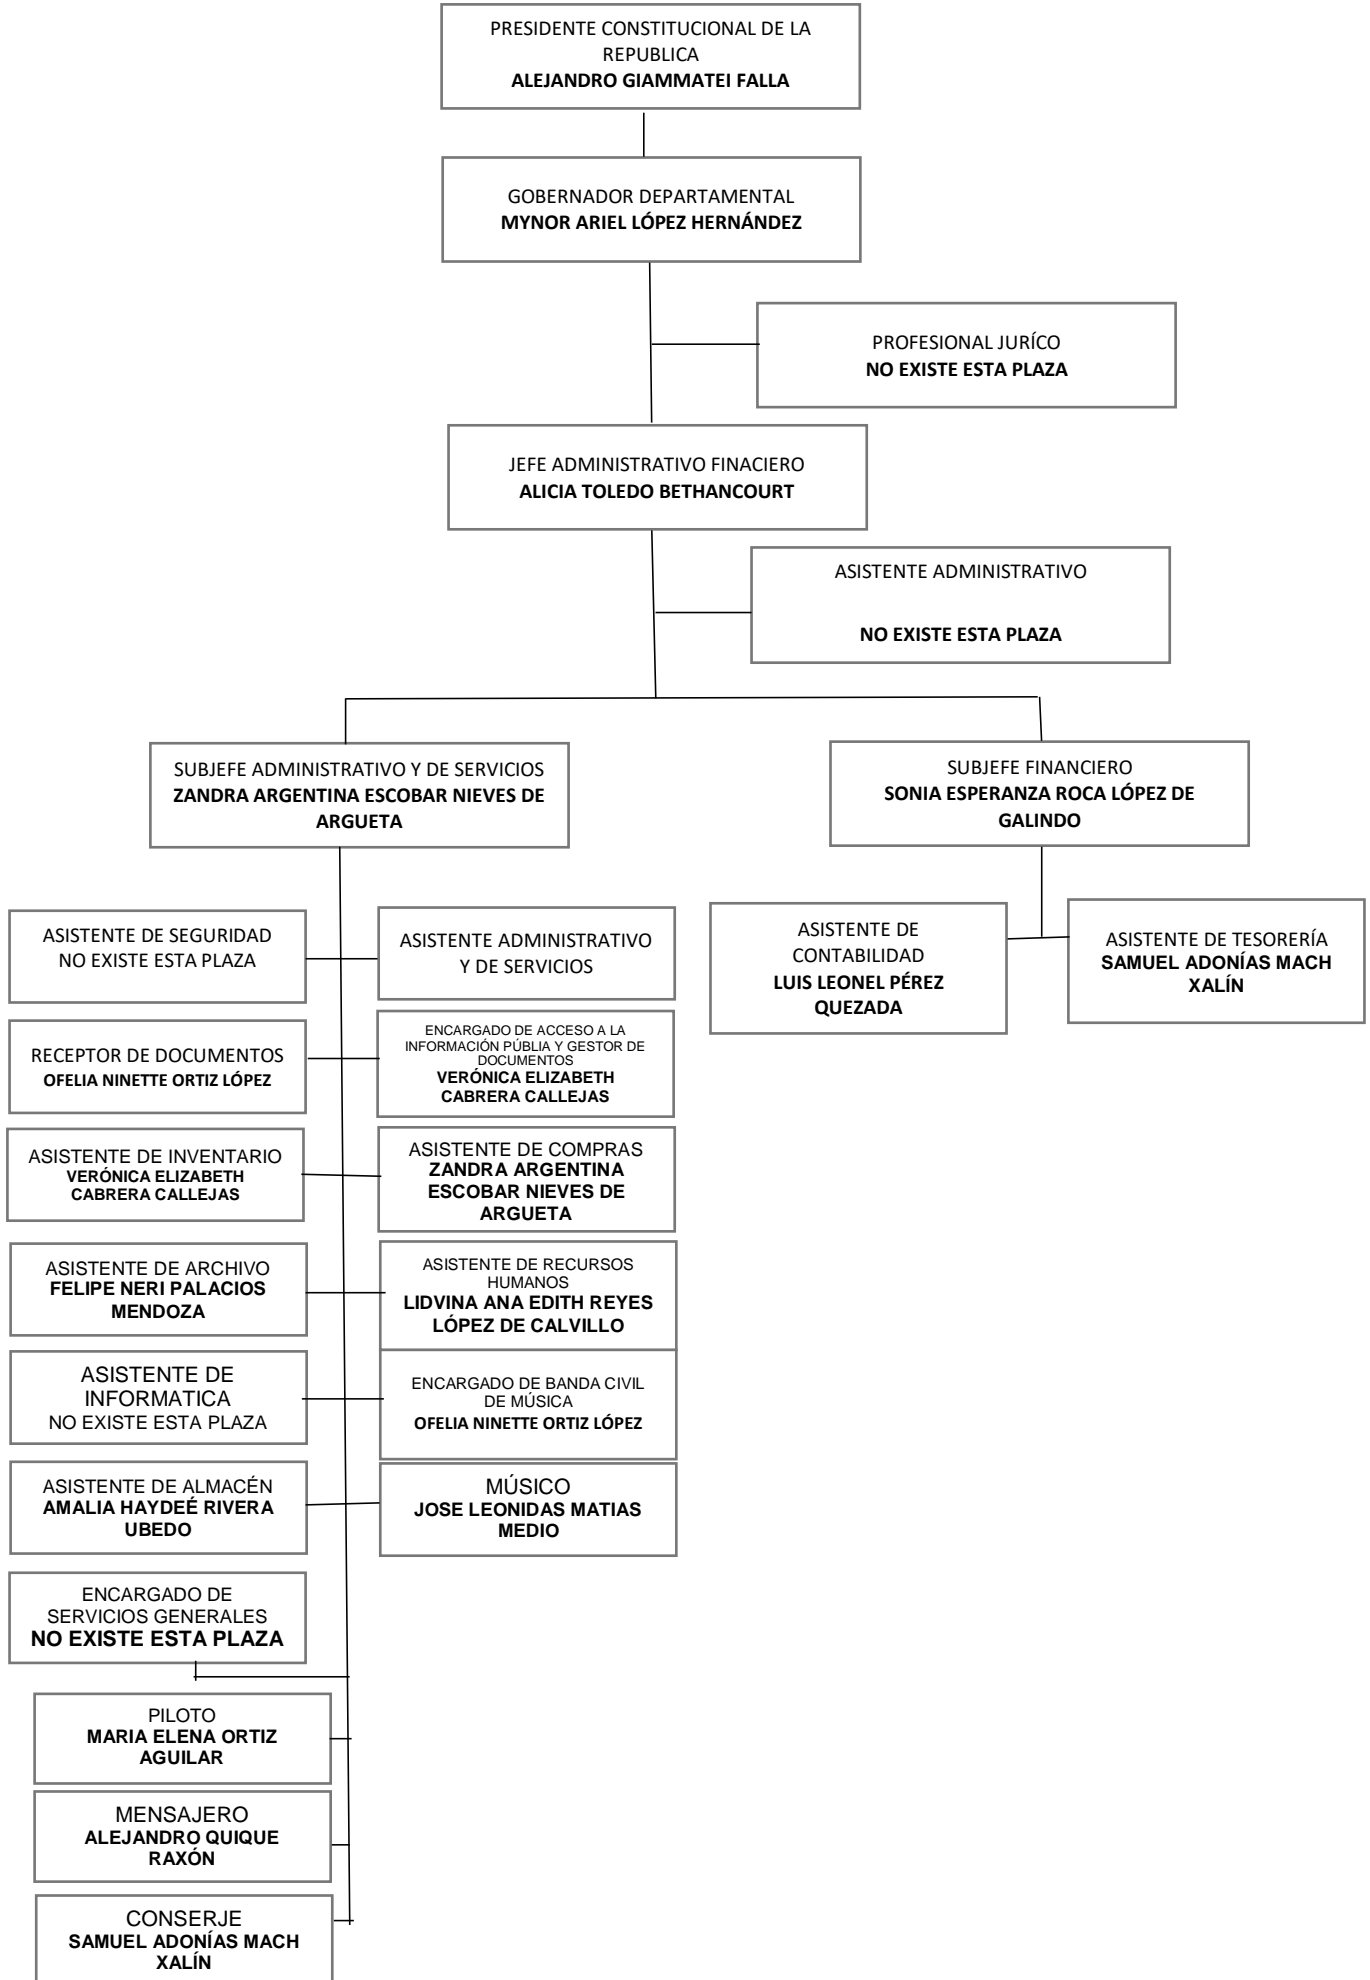 PRESIDENTE CONSTITUCIONAL DE LA
REPUBLICA
ALEJANDRO GIAMMATEI FALLA
GOBERNADOR DEPARTAMENTAL
MYNOR ARIEL LÓPEZ HERNÁNDEZ
PROFESIONAL JURÍCO
NO EXISTE ESTA PLAZA
JEFE ADMINISTRATIVO FINACIERO
ALICIA TOLEDO BETHANCOURT
ASISTENTE ADMINISTRATIVO
NO EXISTE ESTA PLAZA
SUBJEFE ADMINISTRATIVO Y DE SERVICIOS
ZANDRA ARGENTINA ESCOBAR NIEVES DE
ARGUETA
SUBJEFE FINANCIERO
SONIA ESPERANZA ROCA LÓPEZ DE
GALINDO
ASISTENTE DE SEGURIDAD
NO EXISTE ESTA PLAZA
ASISTENTE ADMINISTRATIVO
Y DE SERVICIOS
ASISTENTE DE
CONTABILIDAD
LUIS LEONEL PÉREZ
QUEZADA
ASISTENTE DE TESORERÍA
SAMUEL ADONÍAS MACH
XALÍN
RECEPTOR DE DOCUMENTOS
OFELIA NINETTE ORTIZ LÓPEZ
ENCARGADO DE ACCESO A LA
INFORMACIÓN PÚBLIA Y GESTOR DE
DOCUMENTOS
VERÓNICA ELIZABETH
CABRERA CALLEJAS
ASISTENTE DE INVENTARIO
VERÓNICA ELIZABETH
CABRERA CALLEJAS
ASISTENTE DE COMPRAS
ZANDRA ARGENTINA
ESCOBAR NIEVES DE
ARGUETA
ASISTENTE DE ARCHIVO
FELIPE NERI PALACIOS
MENDOZA
ASISTENTE DE RECURSOS
HUMANOS
LIDVINA ANA EDITH REYES
LÓPEZ DE CALVILLO
ASISTENTE DE
INFORMATICA
NO EXISTE ESTA PLAZA
ENCARGADO DE BANDA CIVIL
DE MÚSICA
OFELIA NINETTE ORTIZ LÓPEZ
ASISTENTE DE ALMACÉN
AMALIA HAYDEÉ RIVERA
UBEDO
MÚSICO
JOSE LEONIDAS MATIAS
MEDIO
ENCARGADO DE
SERVICIOS GENERALES
NO EXISTE ESTA PLAZA
PILOTO
MARIA ELENA ORTIZ
AGUILAR
MENSAJERO
ALEJANDRO QUIQUE
RAXÓN
CONSERJE
SAMUEL ADONÍAS MACH
XALÍN